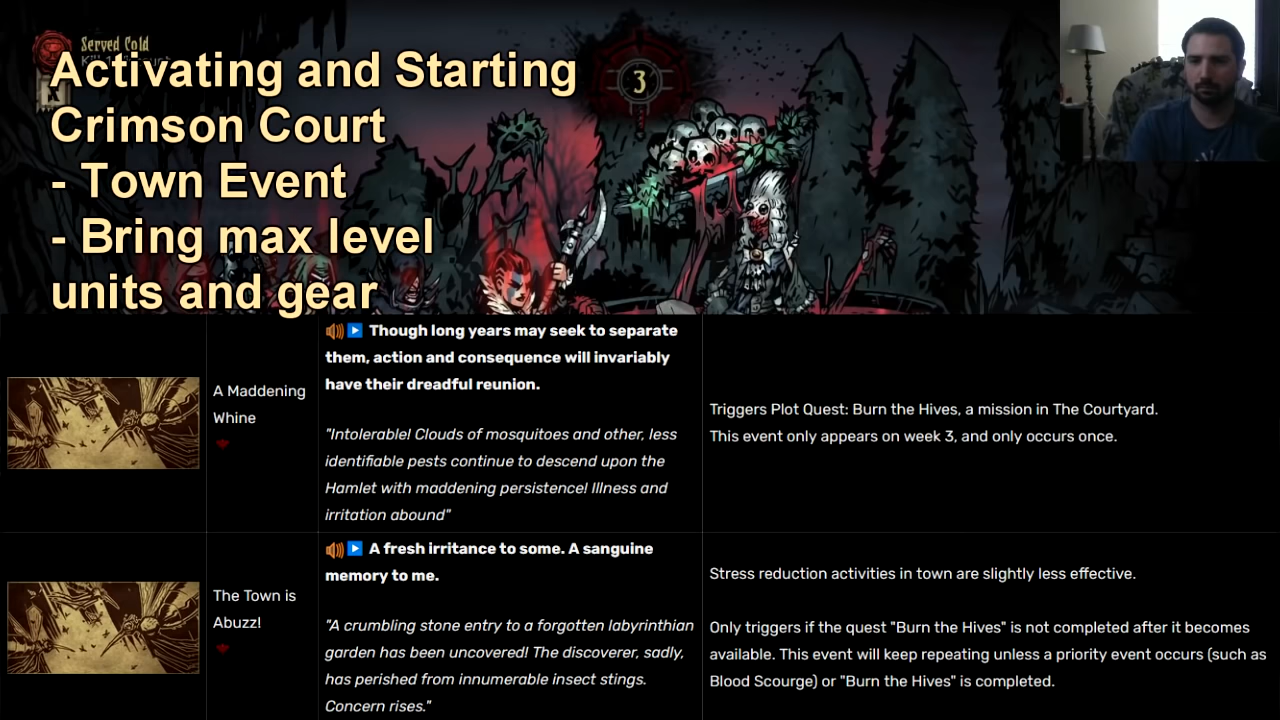 Served Cold
Activating and Starting
Crimson Court
- Town Event
- Bring max level
units and gear
3
A Maddening
Whine
Though long years may seek to separate
them, action and consequence will invariably
have their dreadful reunion.
"Intolerable! Clouds of mosquitoes and other, less
identifiable pests continue to descend upon the
Hamlet with maddening persistence! Illness and
irritation abound"
Triggers Plot Quest: Burn the Hives, a mission in The Courtyard.
This event only appears on week 3, and only occurs once.
The Town is
Abuzz!
A fresh irritance to some. A sanguine
memory to me.
"A crumbling stone entry to a forgotten labyrinthian
garden has been uncovered! The discoverer, sadly,
has perished from innumerable insect stings.
Concern rises."
Stress reduction activities in town are slightly less effective.
Only triggers if the quest "Burn the Hives" is not completed after it becomes
available. This event will keep repeating unless a priority event occurs (such as
Blood Scourge) or "Burn the Hives" is completed.